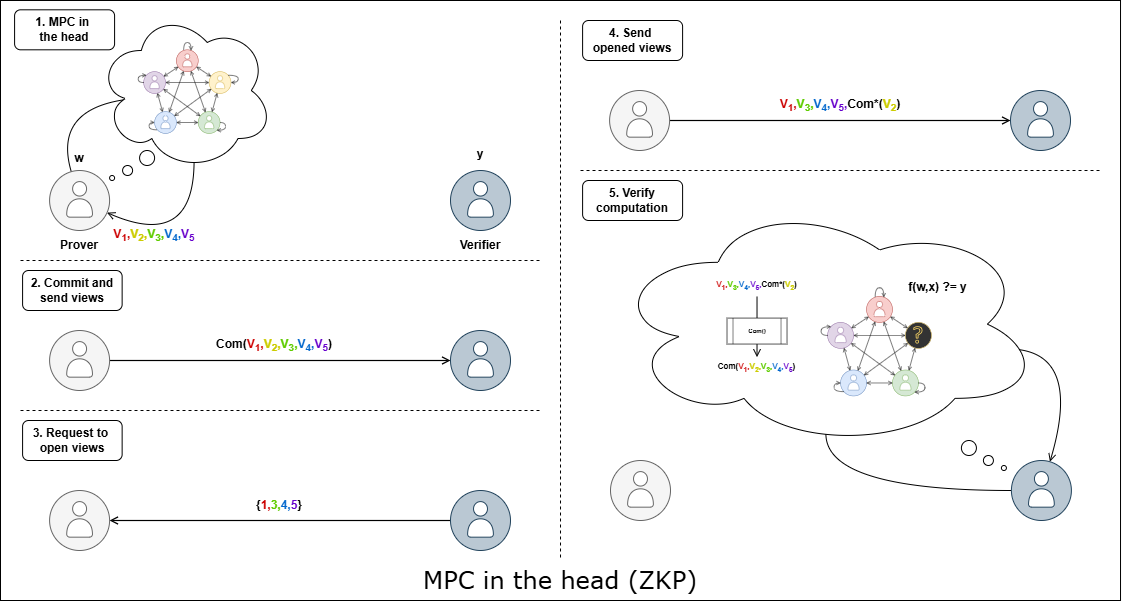 1. MPC in
the head
w
y
Prover
V1,V2,V3,V4,V5
Verifier
2. Commit and
send views
Com(V1,V2,V3,V4,V5)
3. Request to
open views
{1,3,4,5}
4. Send
opened views
V1,V3,V4,V5,Com*(V2)
5. Verify
computation
V1,V3,V4,V5,Com*(V2)
f(w,x) ?= y
?
Com()
Com(V1,V2,V3,V4,V5)
MPC in the head (ZKP)